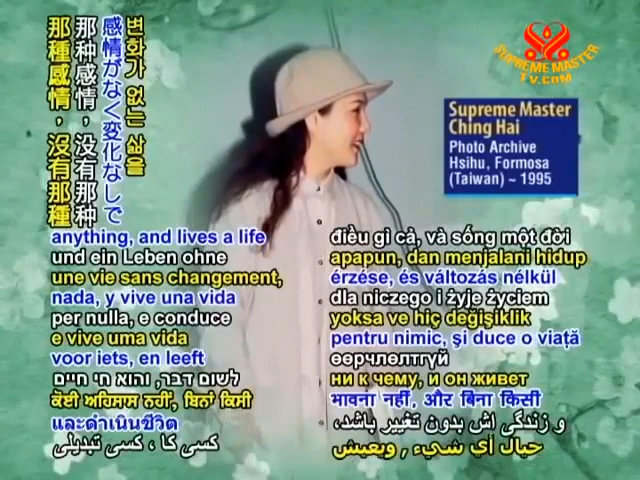 SUPREME MASTER
TV.COM
Supreme Master
Ching Hai
Photo Archive
Hsihu, Formosa
(Taiwan) ~ 1995
변화가 없는 삶을
感情がなく変化なしで
那种感情，没有那种
那種感情，沒有那種
anything, and lives a life
und ein Leben ohne
une vie sans changement,
nada, y vive una vida
per nulla, e conduce
e vive uma vida
voor iets, en leeft
לשום דבר, והוא חי חיים
ਕੋਈ ਅਹਿਸਾਸ ਨਹੀਂ, ਬਿਨਾਂ ਕਿਸੀ
และดำเนินชีวิต
کسی کا ، کسی تبدیلی
điều gì cả, và sống một đời
apapun, dan menjalani hidup
érzése, és változás nélkül
dla niczego i żyje życiem
yoksa ve hiç değişiklik
pentru nimic, şi duce o viaţă
өөрчлөлтгүй
ни к чему, и он живет
भावना नहीं, और बिना किसी
و زندگی اش بدون تغییر باشد،
حيال أي شيء , ويعيش